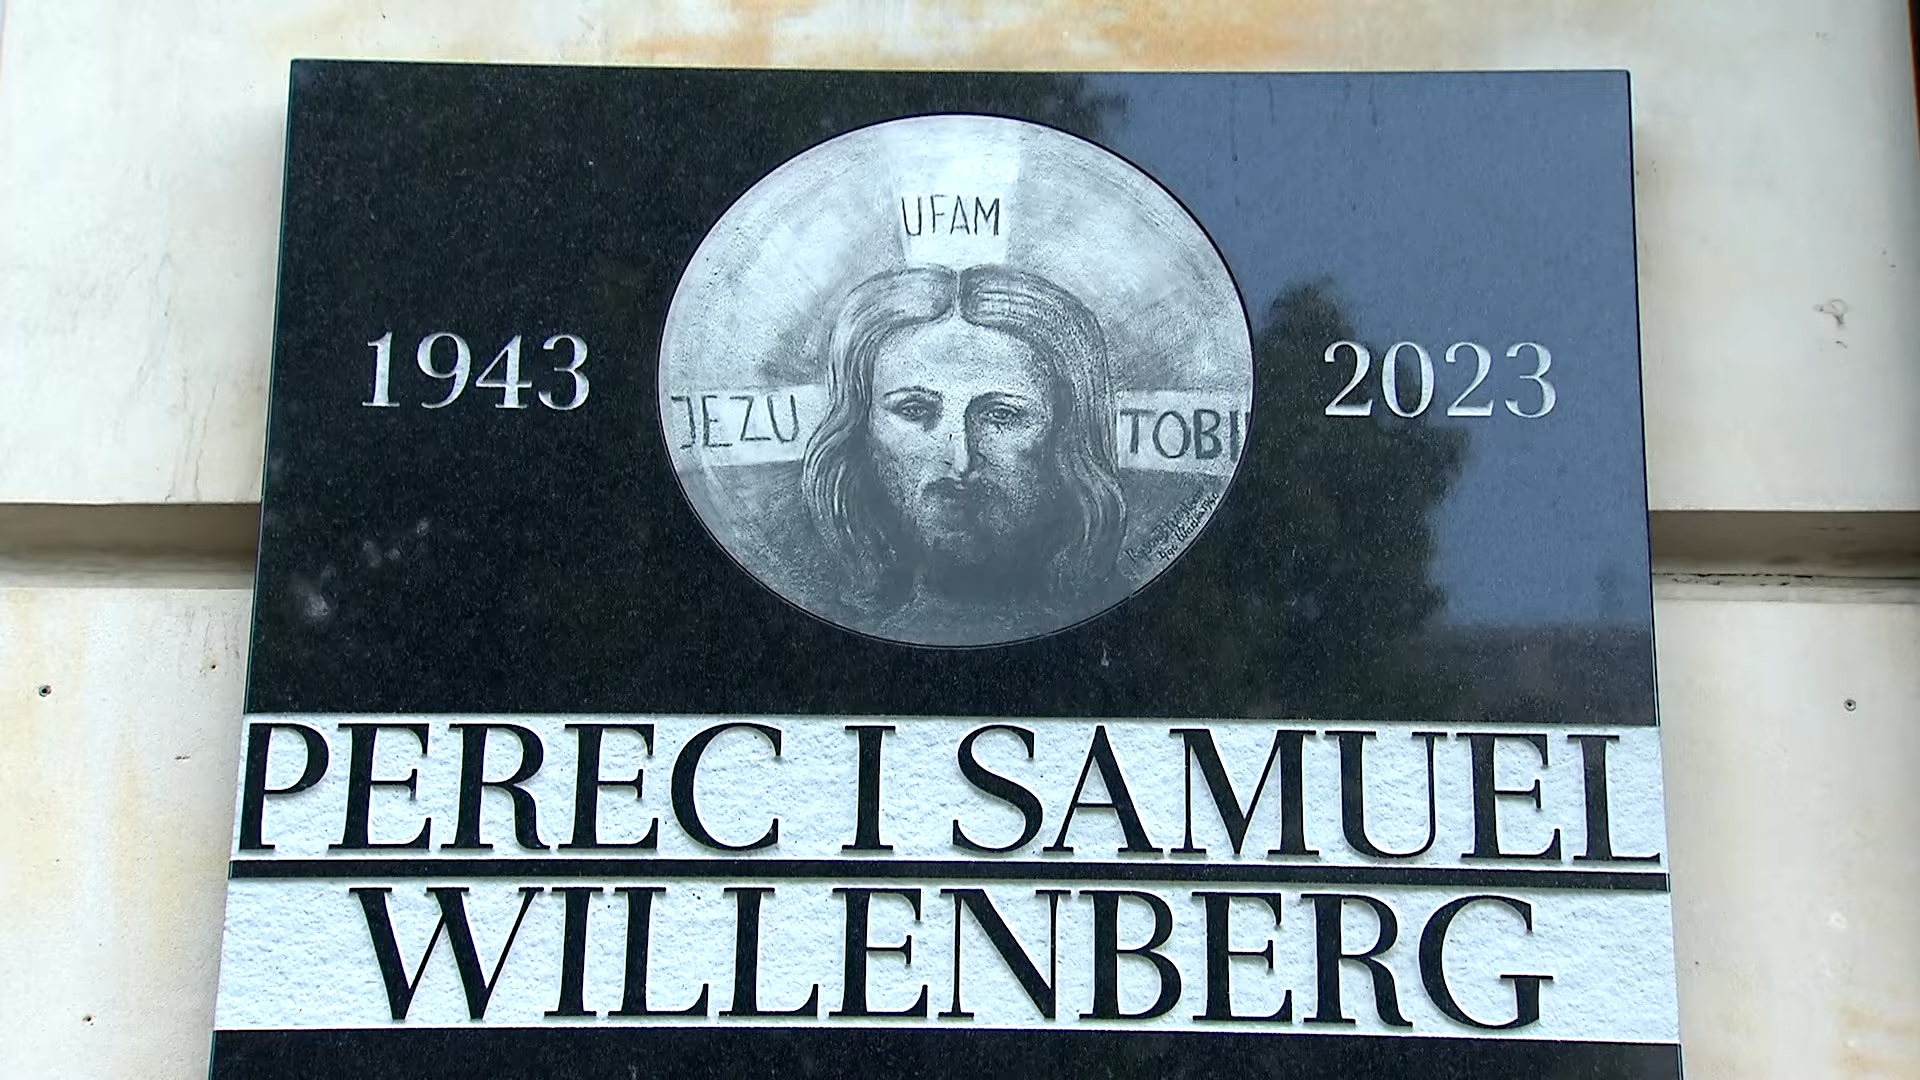 UFAM
JEZU TOBI
1943 2023
PEREC I SAMUEL
WILLENBERG